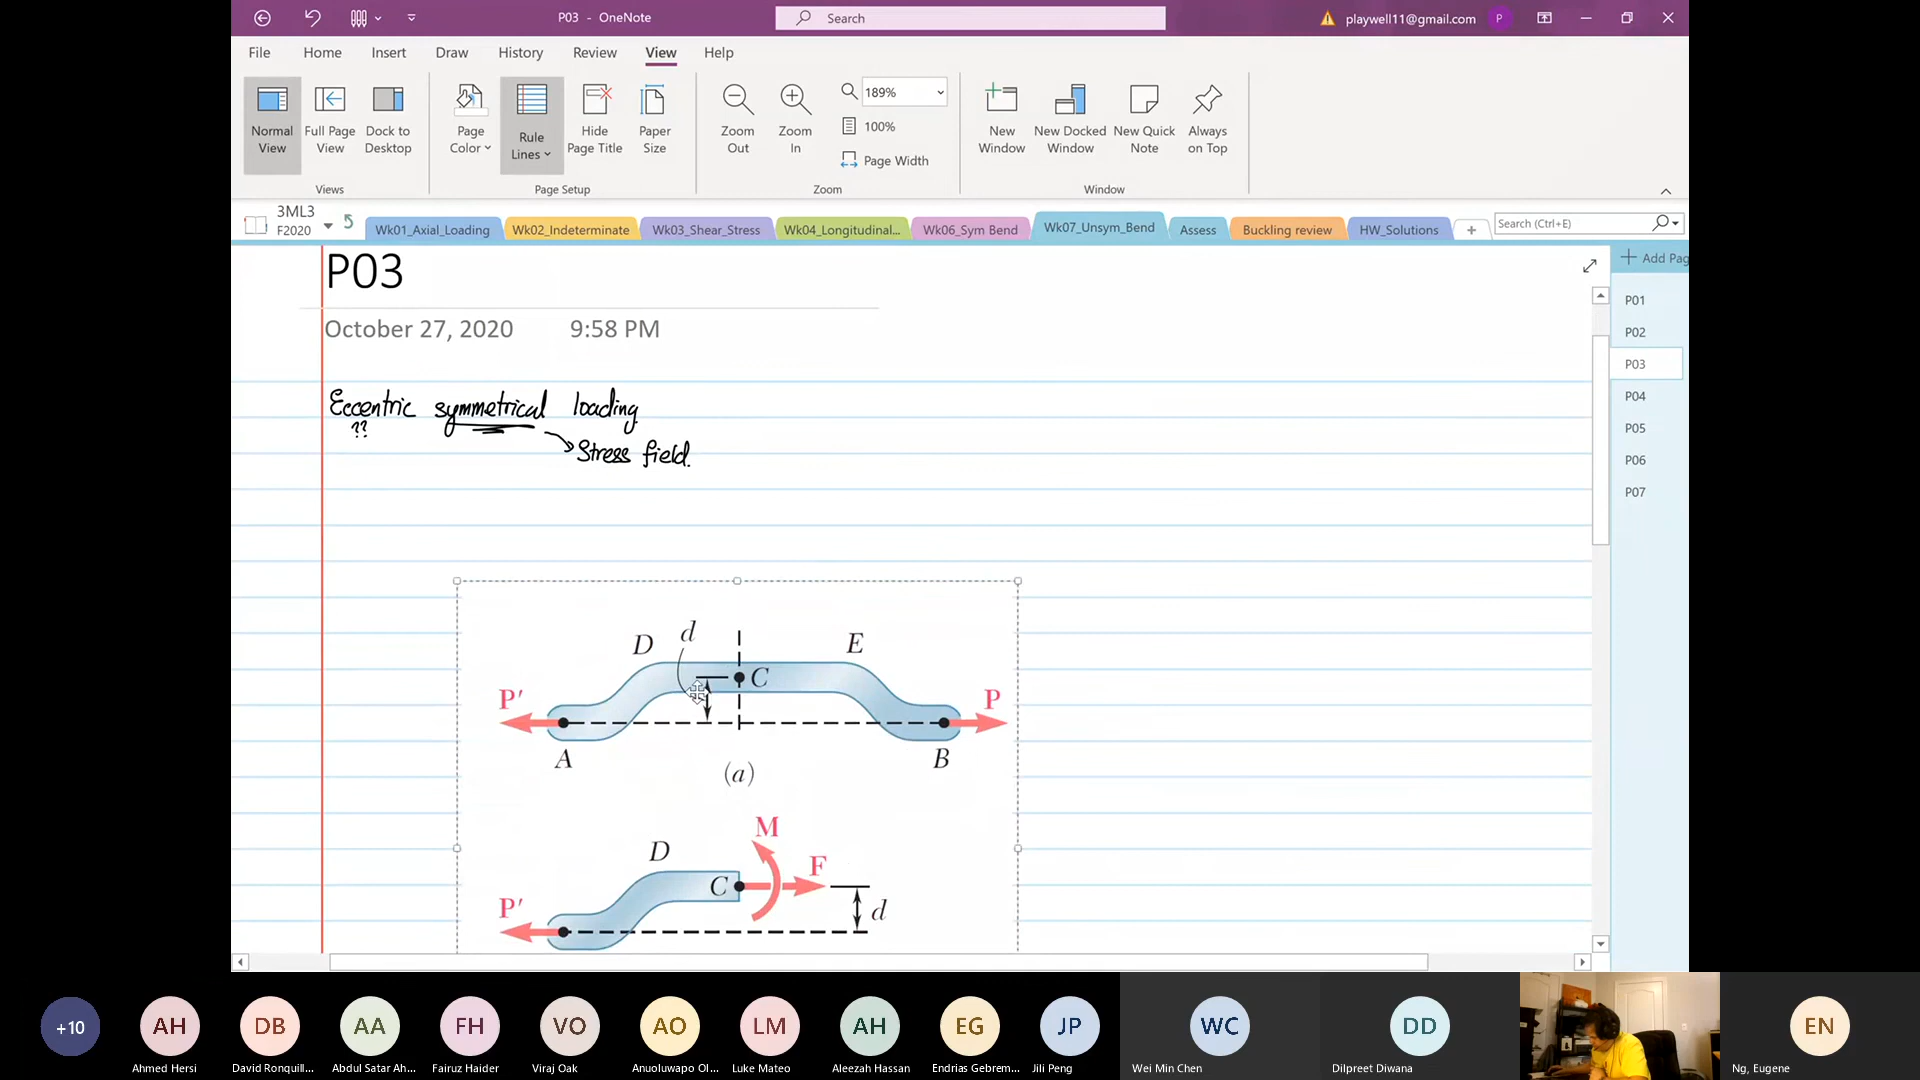 P03 - OneNote
Search
playwell11@gmail.com
P
File
Home
Insert
Draw
History
Review
View
Help
Normal View
Full Page View
Dock to Desktop
Page Color
Rule Lines
Hide Page Title
Paper Size
Zoom Out
Zoom In
189%
100%
Page Width
New Window
New Docked Window
New Quick Note
Always on Top
Views
Page Setup
Zoom
Window
3ML3
F2020
Wk01_Axial_Loading
Wk02_Indeterminate
Wk03_Shear_Stress
Wk04_Longitudinal...
Wk06_Sym Bend
Wk07_Unsym_Bend
Assess
Buckling review
HW_Solutions
+
Search (Ctrl+E)
P03
October 27, 2020 9:58 PM
Add Pag
P01
P02
P03
P04
P05
P06
P07
Eccentric symmetrical loading
??
Stress field.
D d E
C
P' P
A B
(a)
M
D F
C
P' d
+10
AH
DB
AA
FH
VO
AO
LM
AH
EG
JP
WC
DD
EN
Ahmed Hersi
David Ronquill...
Abdul Satar Ah...
Fairuz Haider
Viraj Oak
Anuoluwapo Ol...
Luke Mateo
Aleezah Hassan
Endrias Gebrem...
Jili Peng
Wei Min Chen
Dilpreet Diwana
Ng, Eugene